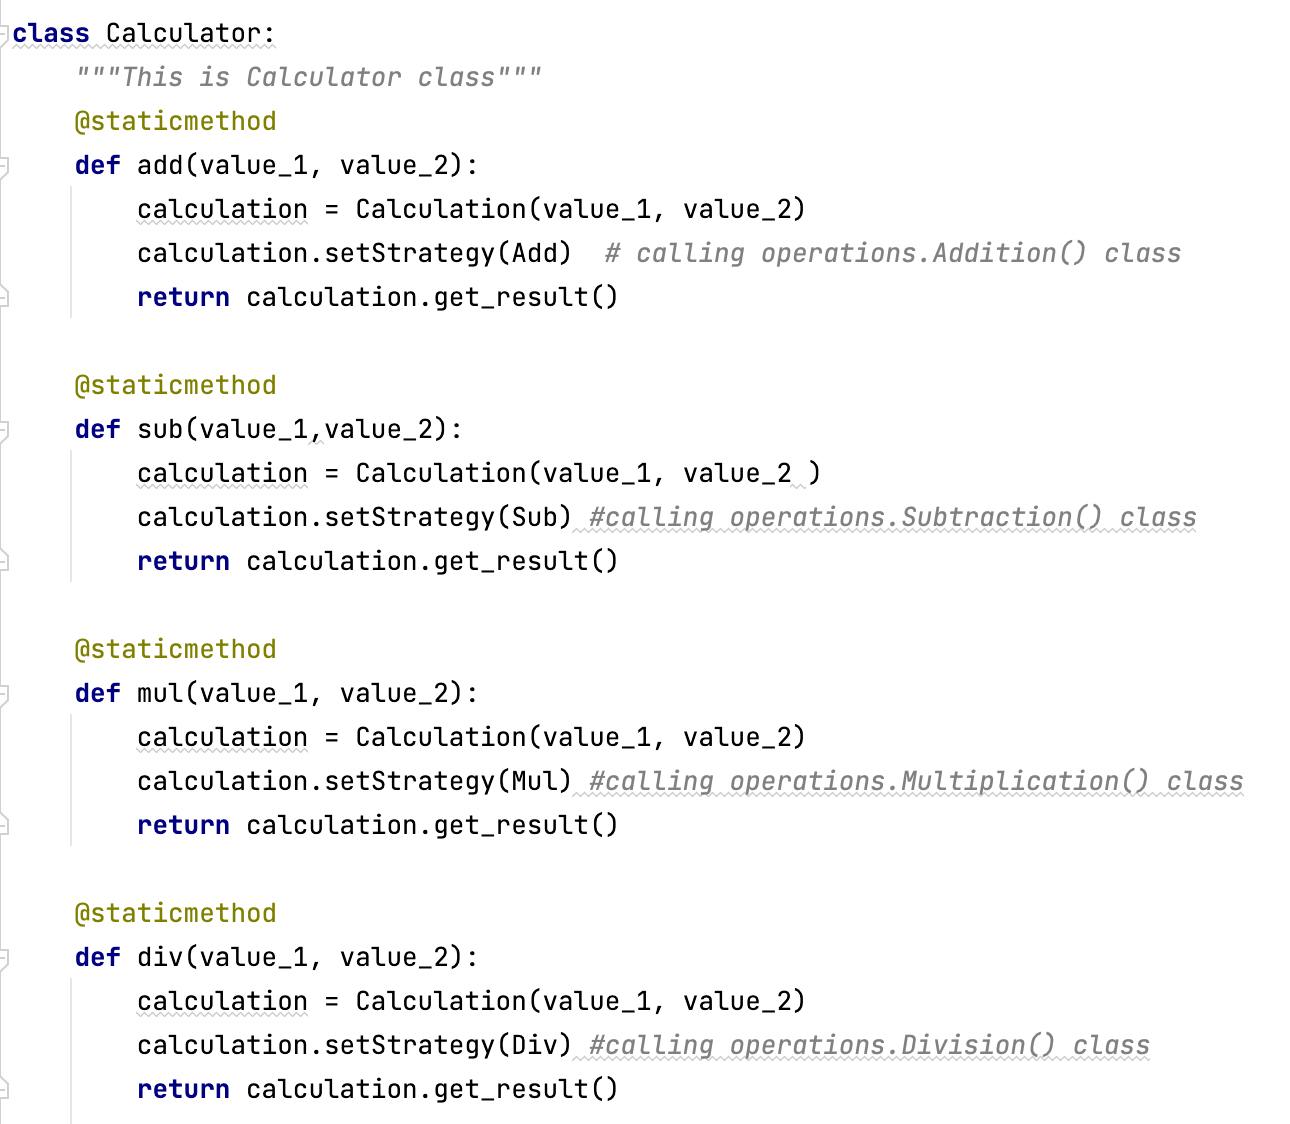 class Calculator:
    """This is Calculator class"""
    @staticmethod
    def add(value_1, value_2):
        calculation = Calculation(value_1, value_2)
        calculation.setStrategy(Add)  # calling operations.Addition() class
        return calculation.get_result()

    @staticmethod
    def sub(value_1,value_2):
        calculation = Calculation(value_1, value_2 )
        calculation.setStrategy(Sub) #calling operations.Subtraction() class
        return calculation.get_result()

    @staticmethod
    def mul(value_1, value_2):
        calculation = Calculation(value_1, value_2)
        calculation.setStrategy(Mul) #calling operations.Multiplication() class
        return calculation.get_result()

    @staticmethod
    def div(value_1, value_2):
        calculation = Calculation(value_1, value_2)
        calculation.setStrategy(Div) #calling operations.Division() class
        return calculation.get_result()